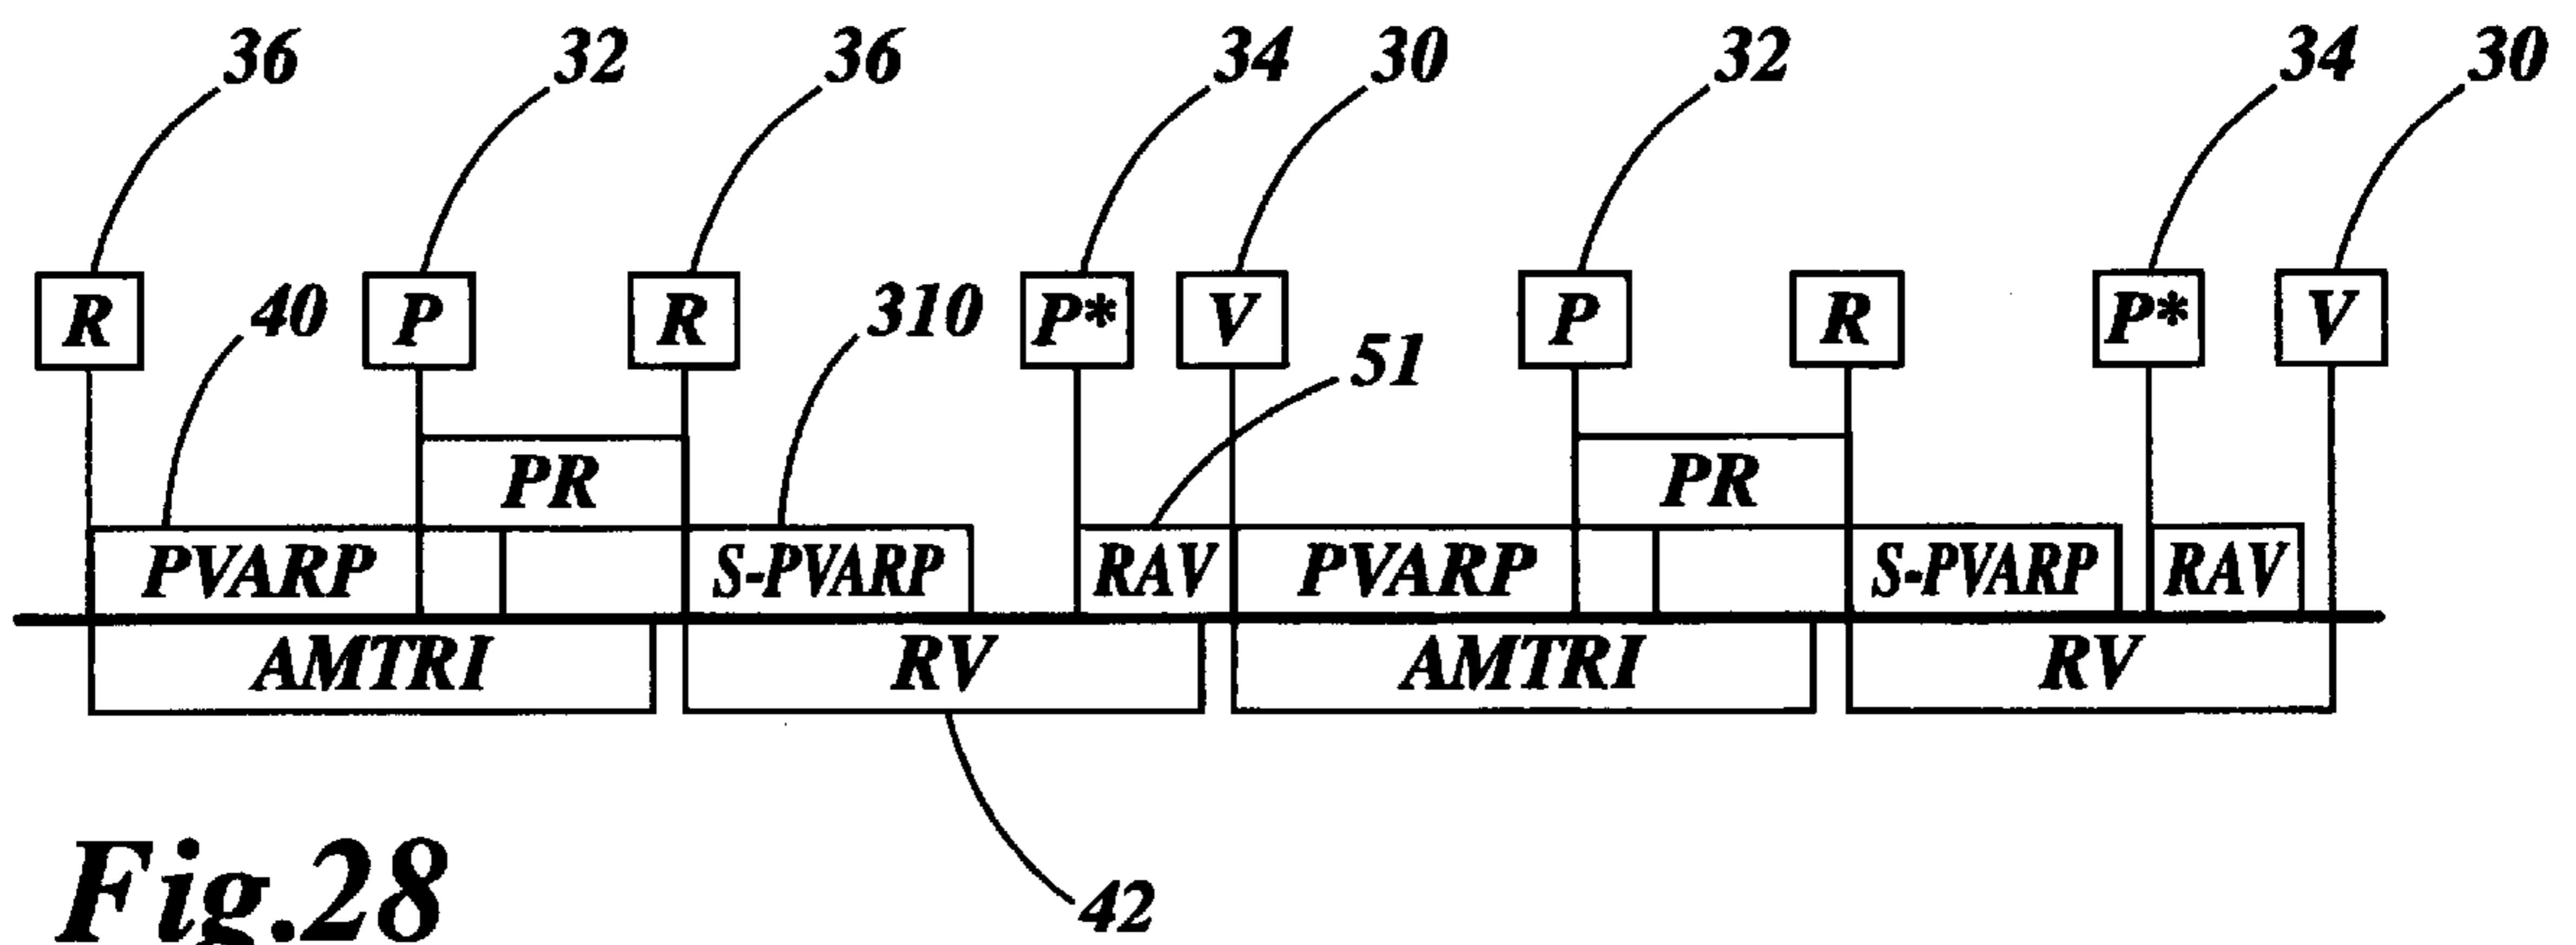 36 32 36 34 30 32 34 30
R 40 P R 310 P* V 51 P R P* V
PR PR
PVARP S-PVARP RAV PVARP S-PVARP RAV
AMTRI RV AMTRI RV
42
Fig.28